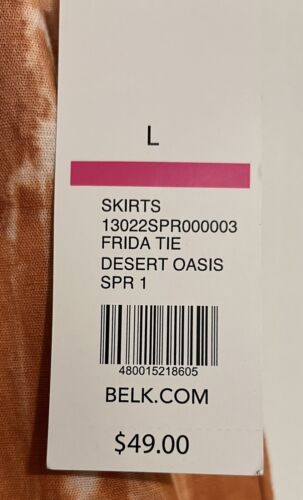 L
SKIRTS
13022SPR000003
FRIDA TIE
DESERT OASIS
SPR 1
480015218605
BELK.COM
$49.00